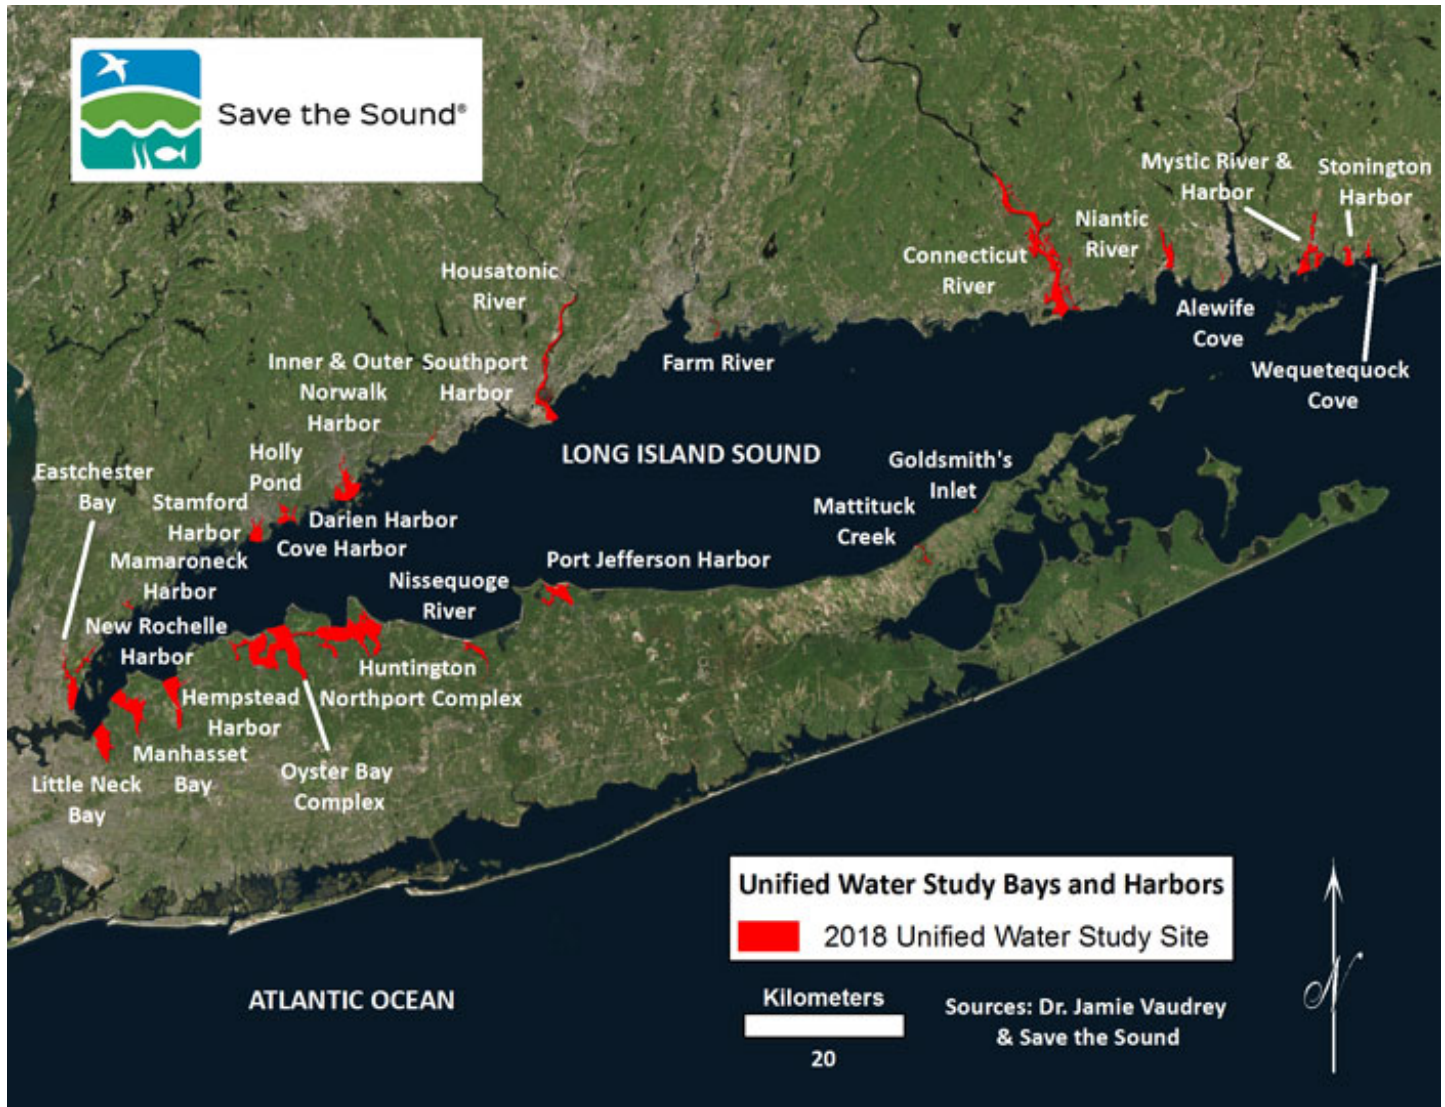 Save the Sound®
Mystic River &
Harbor
Stonington
Harbor
Niantic
River
Connecticut
River
Housatonic
River
Alewife
Cove
Wequetequock
Cove
Farm River
Inner & Outer
Norwalk
Harbor
Southport
Harbor
Holly
Pond
Eastchester
Bay
Stamford
Harbor
Darien Harbor
Cove Harbor
Mamaroneck
Harbor
New Rochelle
Harbor
LONG ISLAND SOUND
Goldsmith's
Inlet
Mattituck
Creek
Port Jefferson Harbor
Nissequoge
River
Huntington
Northport Complex
Hempstead
Harbor
Oyster Bay
Complex
Manhasset
Bay
Little Neck
Bay
ATLANTIC OCEAN
Unified Water Study Bays and Harbors
2018 Unified Water Study Site
Kilometers
20
Sources: Dr. Jamie Vaudrey
& Save the Sound
N